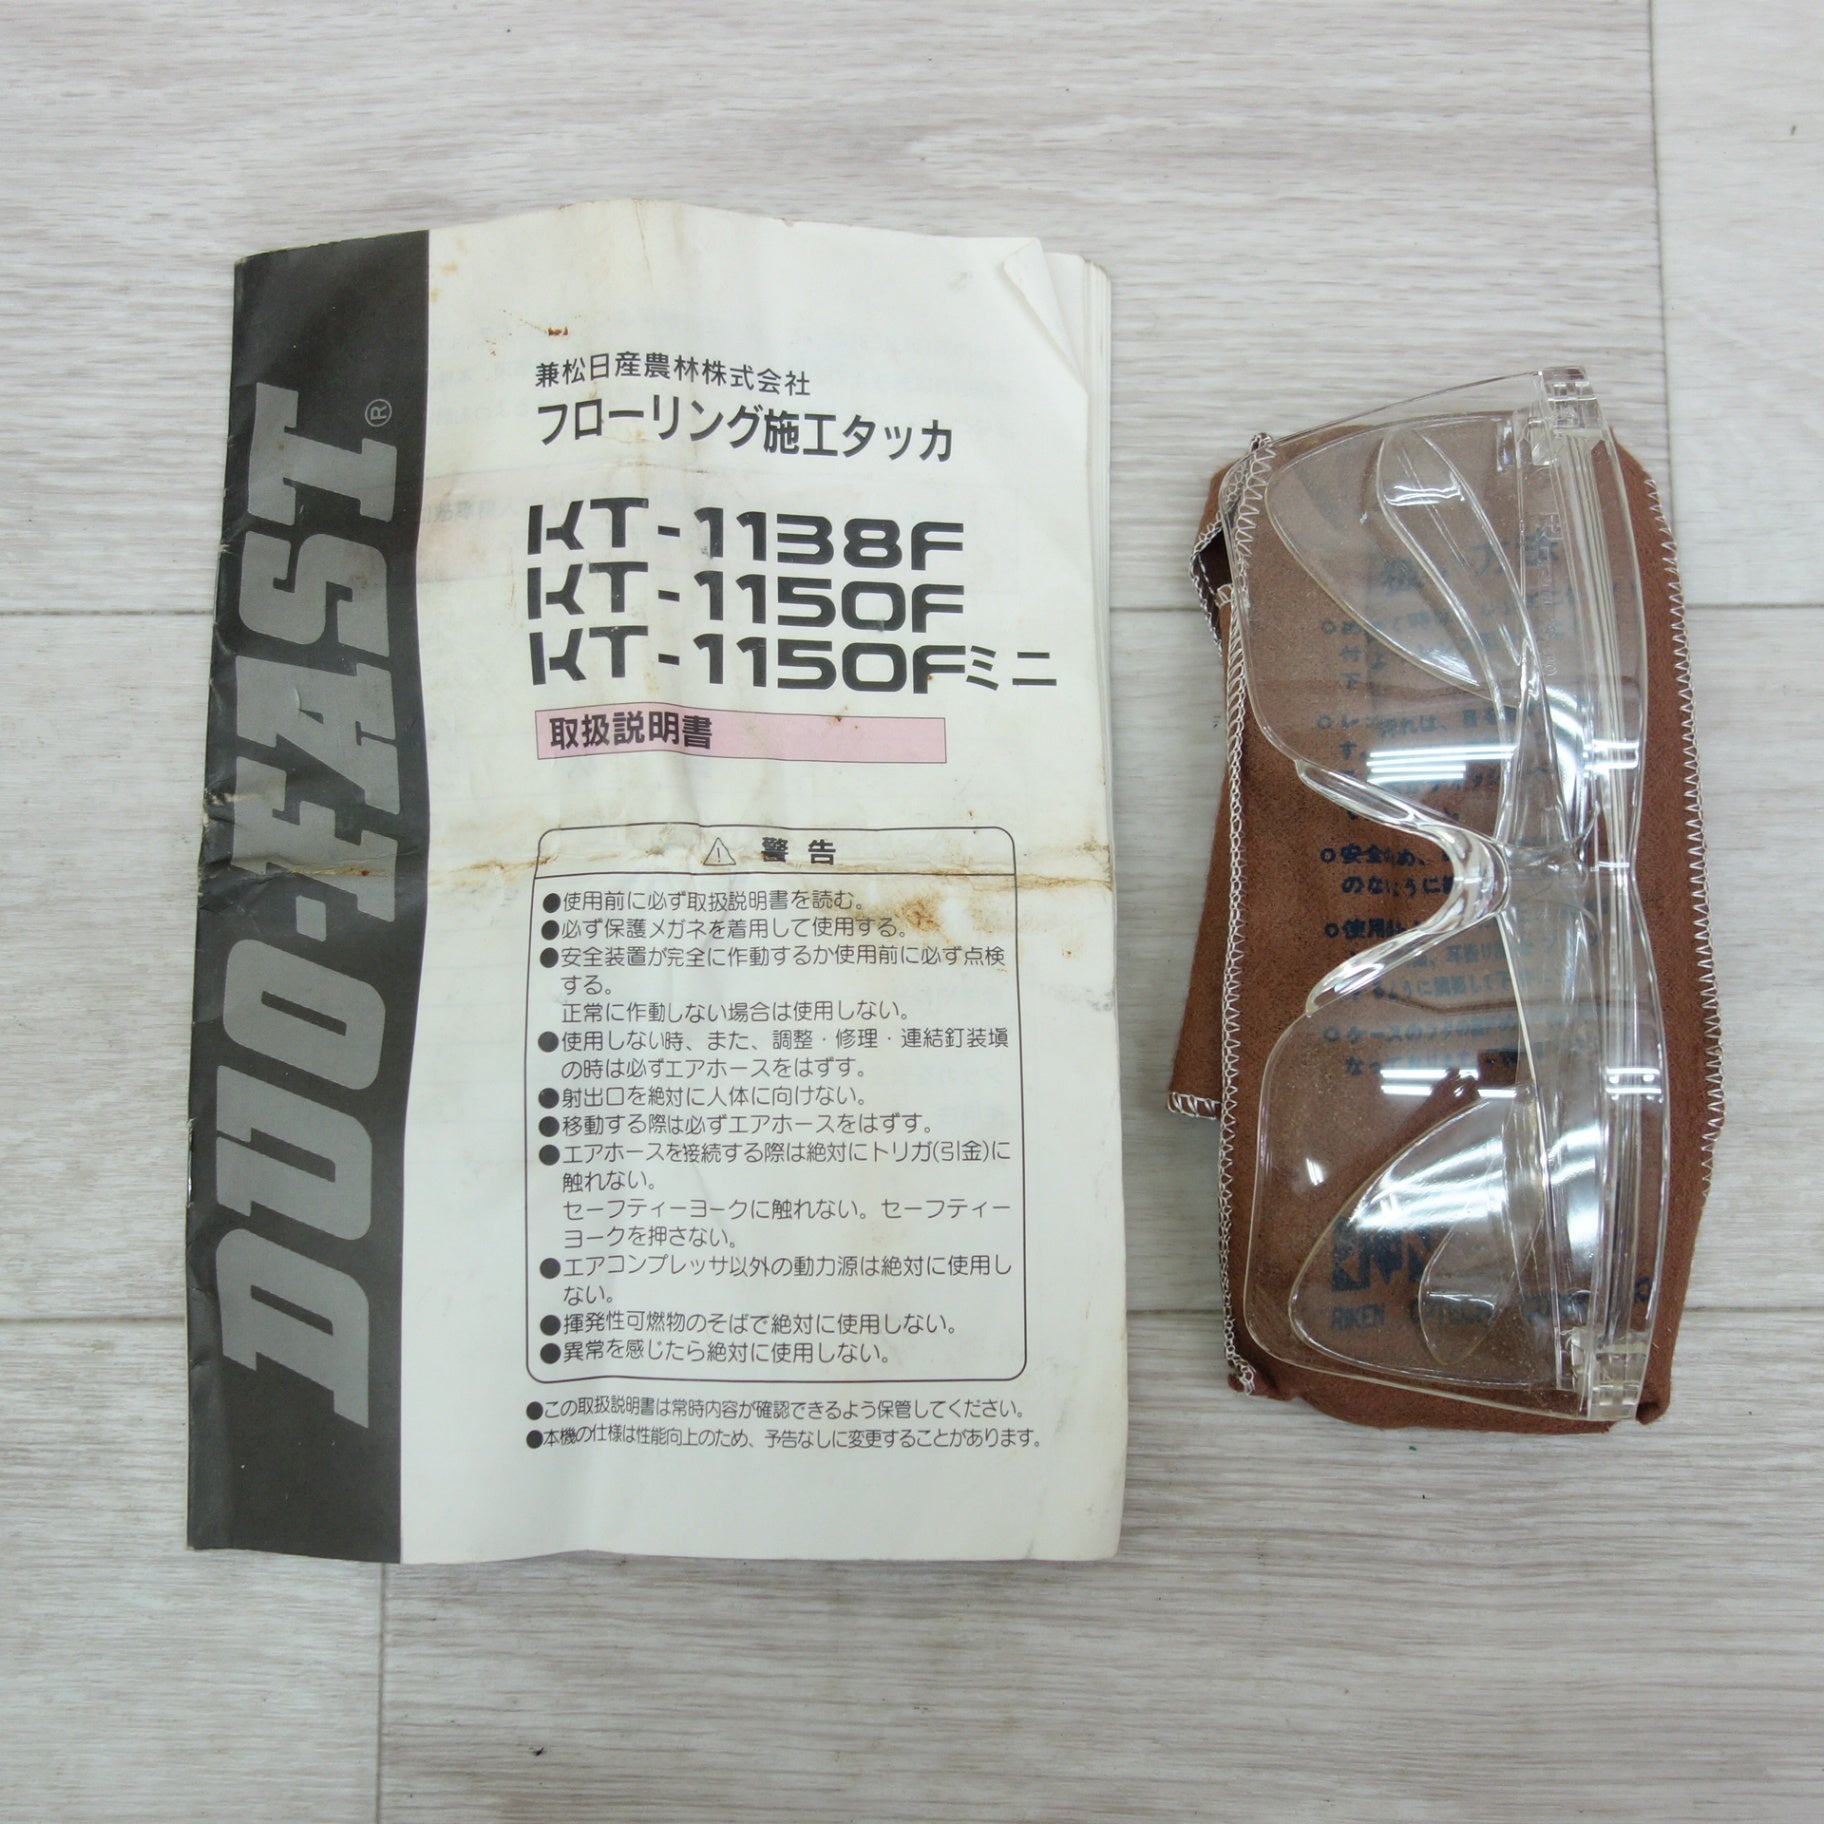 DUO-FAST®
兼松日産農林株式会社
フローリング施工タッカ
KT-1138F
KT-1150F
KT-1150Fミニ
取扱説明書
⚠ 警告
●使用前に必ず取扱説明書を読む。
●必ず保護メガネを着用して使用する。
●安全装置が完全に作動するか使用前に必ず点検
する。
正常に作動しない場合は使用しない。
●使用しない時、また、調整・修理・連結釘装塡
の時は必ずエアホースをはずす。
●射出口を絶対に人体に向けない。
●移動する際は必ずエアホースをはずす。
●エアホースを接続する際は絶対にトリガ(引金)に
触れない。
セーフティーヨークに触れない。セーフティー
ヨークを押さない。
●エアコンプレッサ以外の動力源は絶対に使用し
ない。
●揮発性可燃物のそばで絶対に使用しない。
●異常を感じたら絶対に使用しない。
●この取扱説明書は常時内容が確認できるよう保管してください。
●本機の仕様は性能向上のため、予告なしに変更することがあります。
○安全
のな
○使用
○ケースのフタの
RIKEN